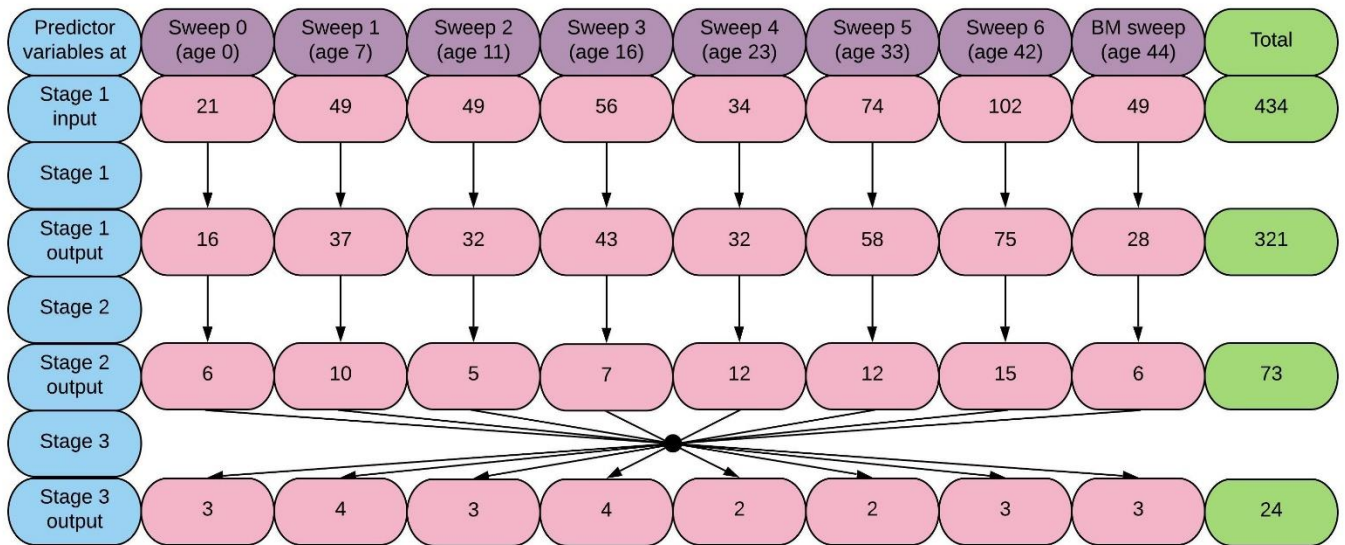 Predictor variables at Sweep 0 (age 0) Sweep 1 (age 7) Sweep 2 (age 11) Sweep 3 (age 16) Sweep 4 (age 23) Sweep 5 (age 33) Sweep 6 (age 42) BM sweep (age 44) Total
Stage 1 input 21 49 49 56 34 74 102 49 434
Stage 1
Stage 1 output 16 37 32 43 32 58 75 28 321
Stage 2
Stage 2 output 6 10 5 7 12 12 15 6 73
Stage 3
Stage 3 output 3 4 3 4 2 2 3 3 24